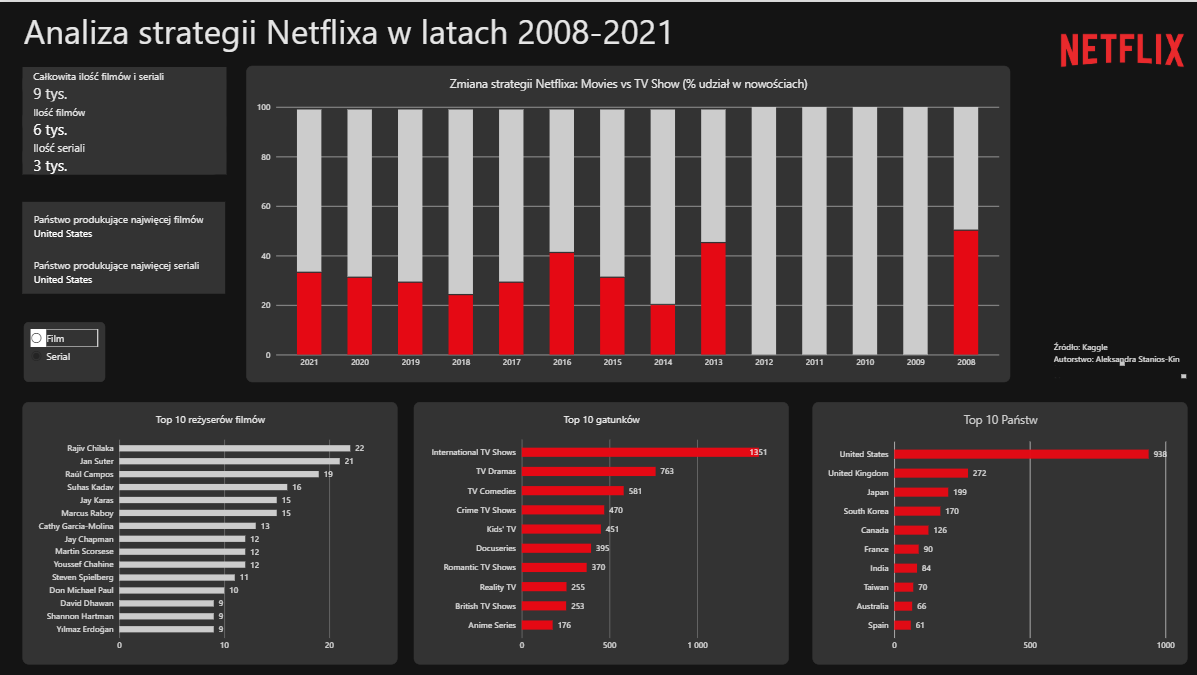 Analiza strategii Netflixa w latach 2008-2021
NETFLIX
Całkowita ilość filmów i seriali
9 tys.
Ilość filmów
6 tys.
Ilość seriali
3 tys.
Państwo produkujące najwięcej filmów
United States
Państwo produkujące najwięcej seriali
United States
Film
Serial
Zmiana strategii Netflixa: Movies vs TV Show (% udział w nowościach)
100
80
60
40
20
0
2021 2020 2019 2018 2017 2016 2015 2014 2013 2012 2011 2010 2009 2008
Źródło: Kaggle
Autorstwo: Aleksandra Stanios-Kin
Top 10 reżyserów filmów
Rajiv Chilaka 22
Jan Suter 21
Raúl Campos 19
Suhas Kadav 16
Jay Karas 15
Marcus Raboy 15
Cathy Garcia-Molina 13
Jay Chapman 12
Martin Scorsese 12
Youssef Chahine 12
Steven Spielberg 11
Don Michael Paul 10
David Dhawan 9
Shannon Hartman 9
Yılmaz Erdoğan 9
0 10 20
Top 10 gatunków
International TV Shows 1351
TV Dramas 763
TV Comedies 581
Crime TV Shows 470
Kids' TV 451
Docuseries 395
Romantic TV Shows 370
Reality TV 255
British TV Shows 253
Anime Series 176
0 500 1 000
Top 10 Państw
United States 938
United Kingdom 272
Japan 199
South Korea 170
Canada 126
France 90
India 84
Taiwan 70
Australia 66
Spain 61
0 500 1000